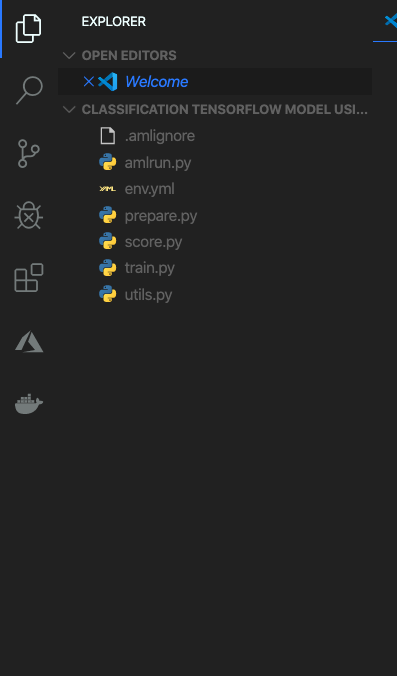 EXPLORER
OPEN EDITORS
Welcome
CLASSIFICATION TENSORFLOW MODEL USI...
.amlignore
amlrun.py
YAML env.yml
prepare.py
score.py
train.py
utils.py